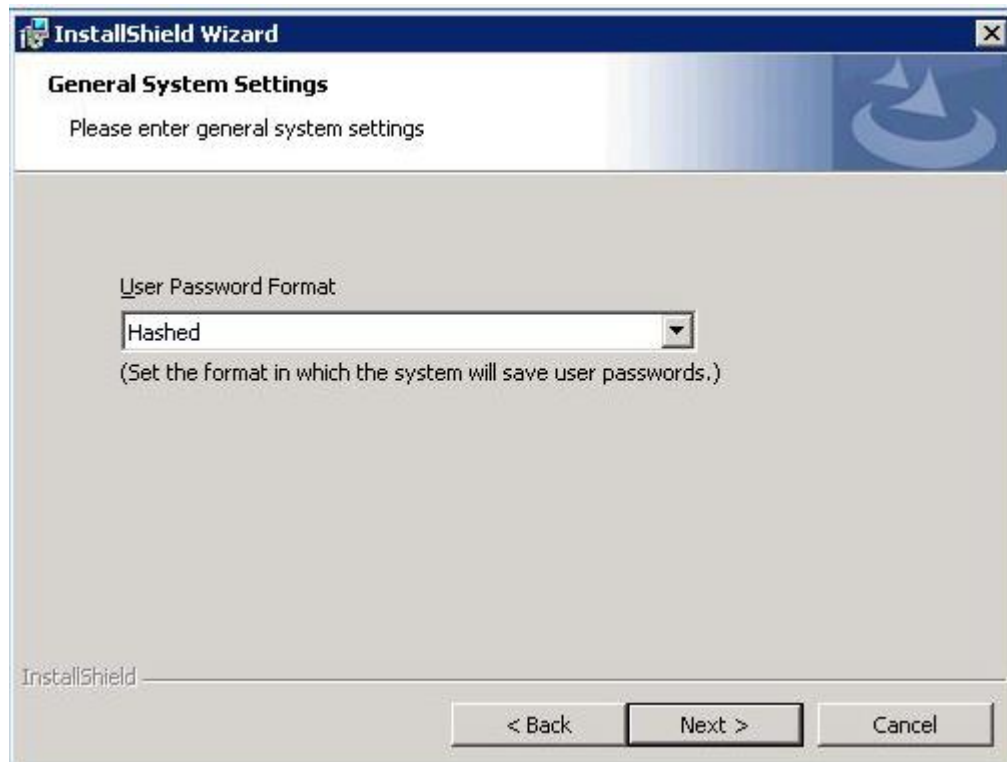 InstallShield Wizard
General System Settings
Please enter general system settings
User Password Format
Hashed
(Set the format in which the system will save user passwords.)
InstallShield
< Back Next > Cancel